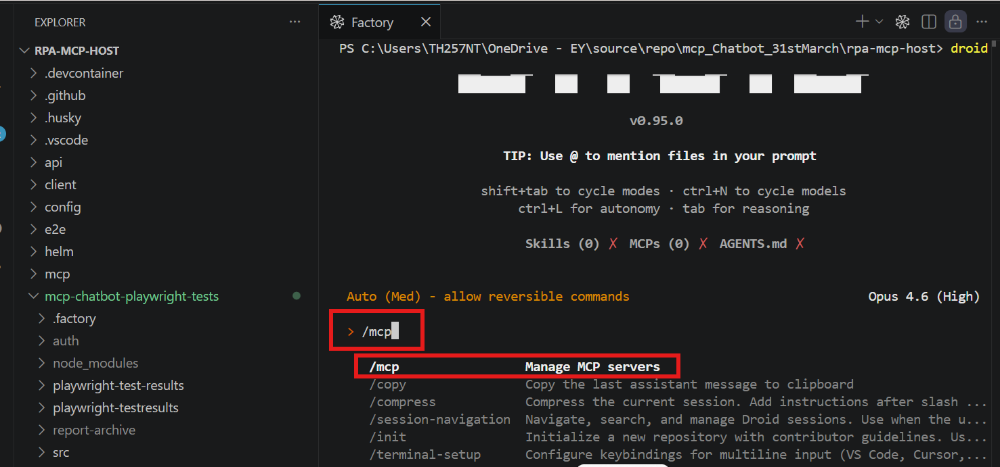 EXPLORER
RPA-MCP-HOST
.devcontainer
.github
.husky
.vscode
api
client
config
e2e
helm
mcp
mcp-chatbot-playwright-tests
.factory
auth
node_modules
playwright-test-results
playwright-testresults
report-archive
src
Factory
PS C:\Users\TH257NT\OneDrive - EY\source\repo\mcp_Chatbot_31stMarch\rpa-mcp-host> droid
v0.95.0
TIP: Use @ to mention files in your prompt
shift+tab to cycle modes · ctrl+N to cycle models
ctrl+L for autonomy · tab for reasoning
Skills (0) ✗ MCPs (0) ✗ AGENTS.md ✗
Auto (Med) - allow reversible commands Opus 4.6 (High)
> /mcp
/mcp Manage MCP servers
/copy Copy the last assistant message to clipboard
/compress Compress the current session. Add instructions after slash ...
/session-navigation Navigate, search, and manage Droid sessions. Use when the u...
/init Initialize a new repository with contributor guidelines. Us...
/terminal-setup Configure keybindings for multiline input (VS Code, Cursor,...